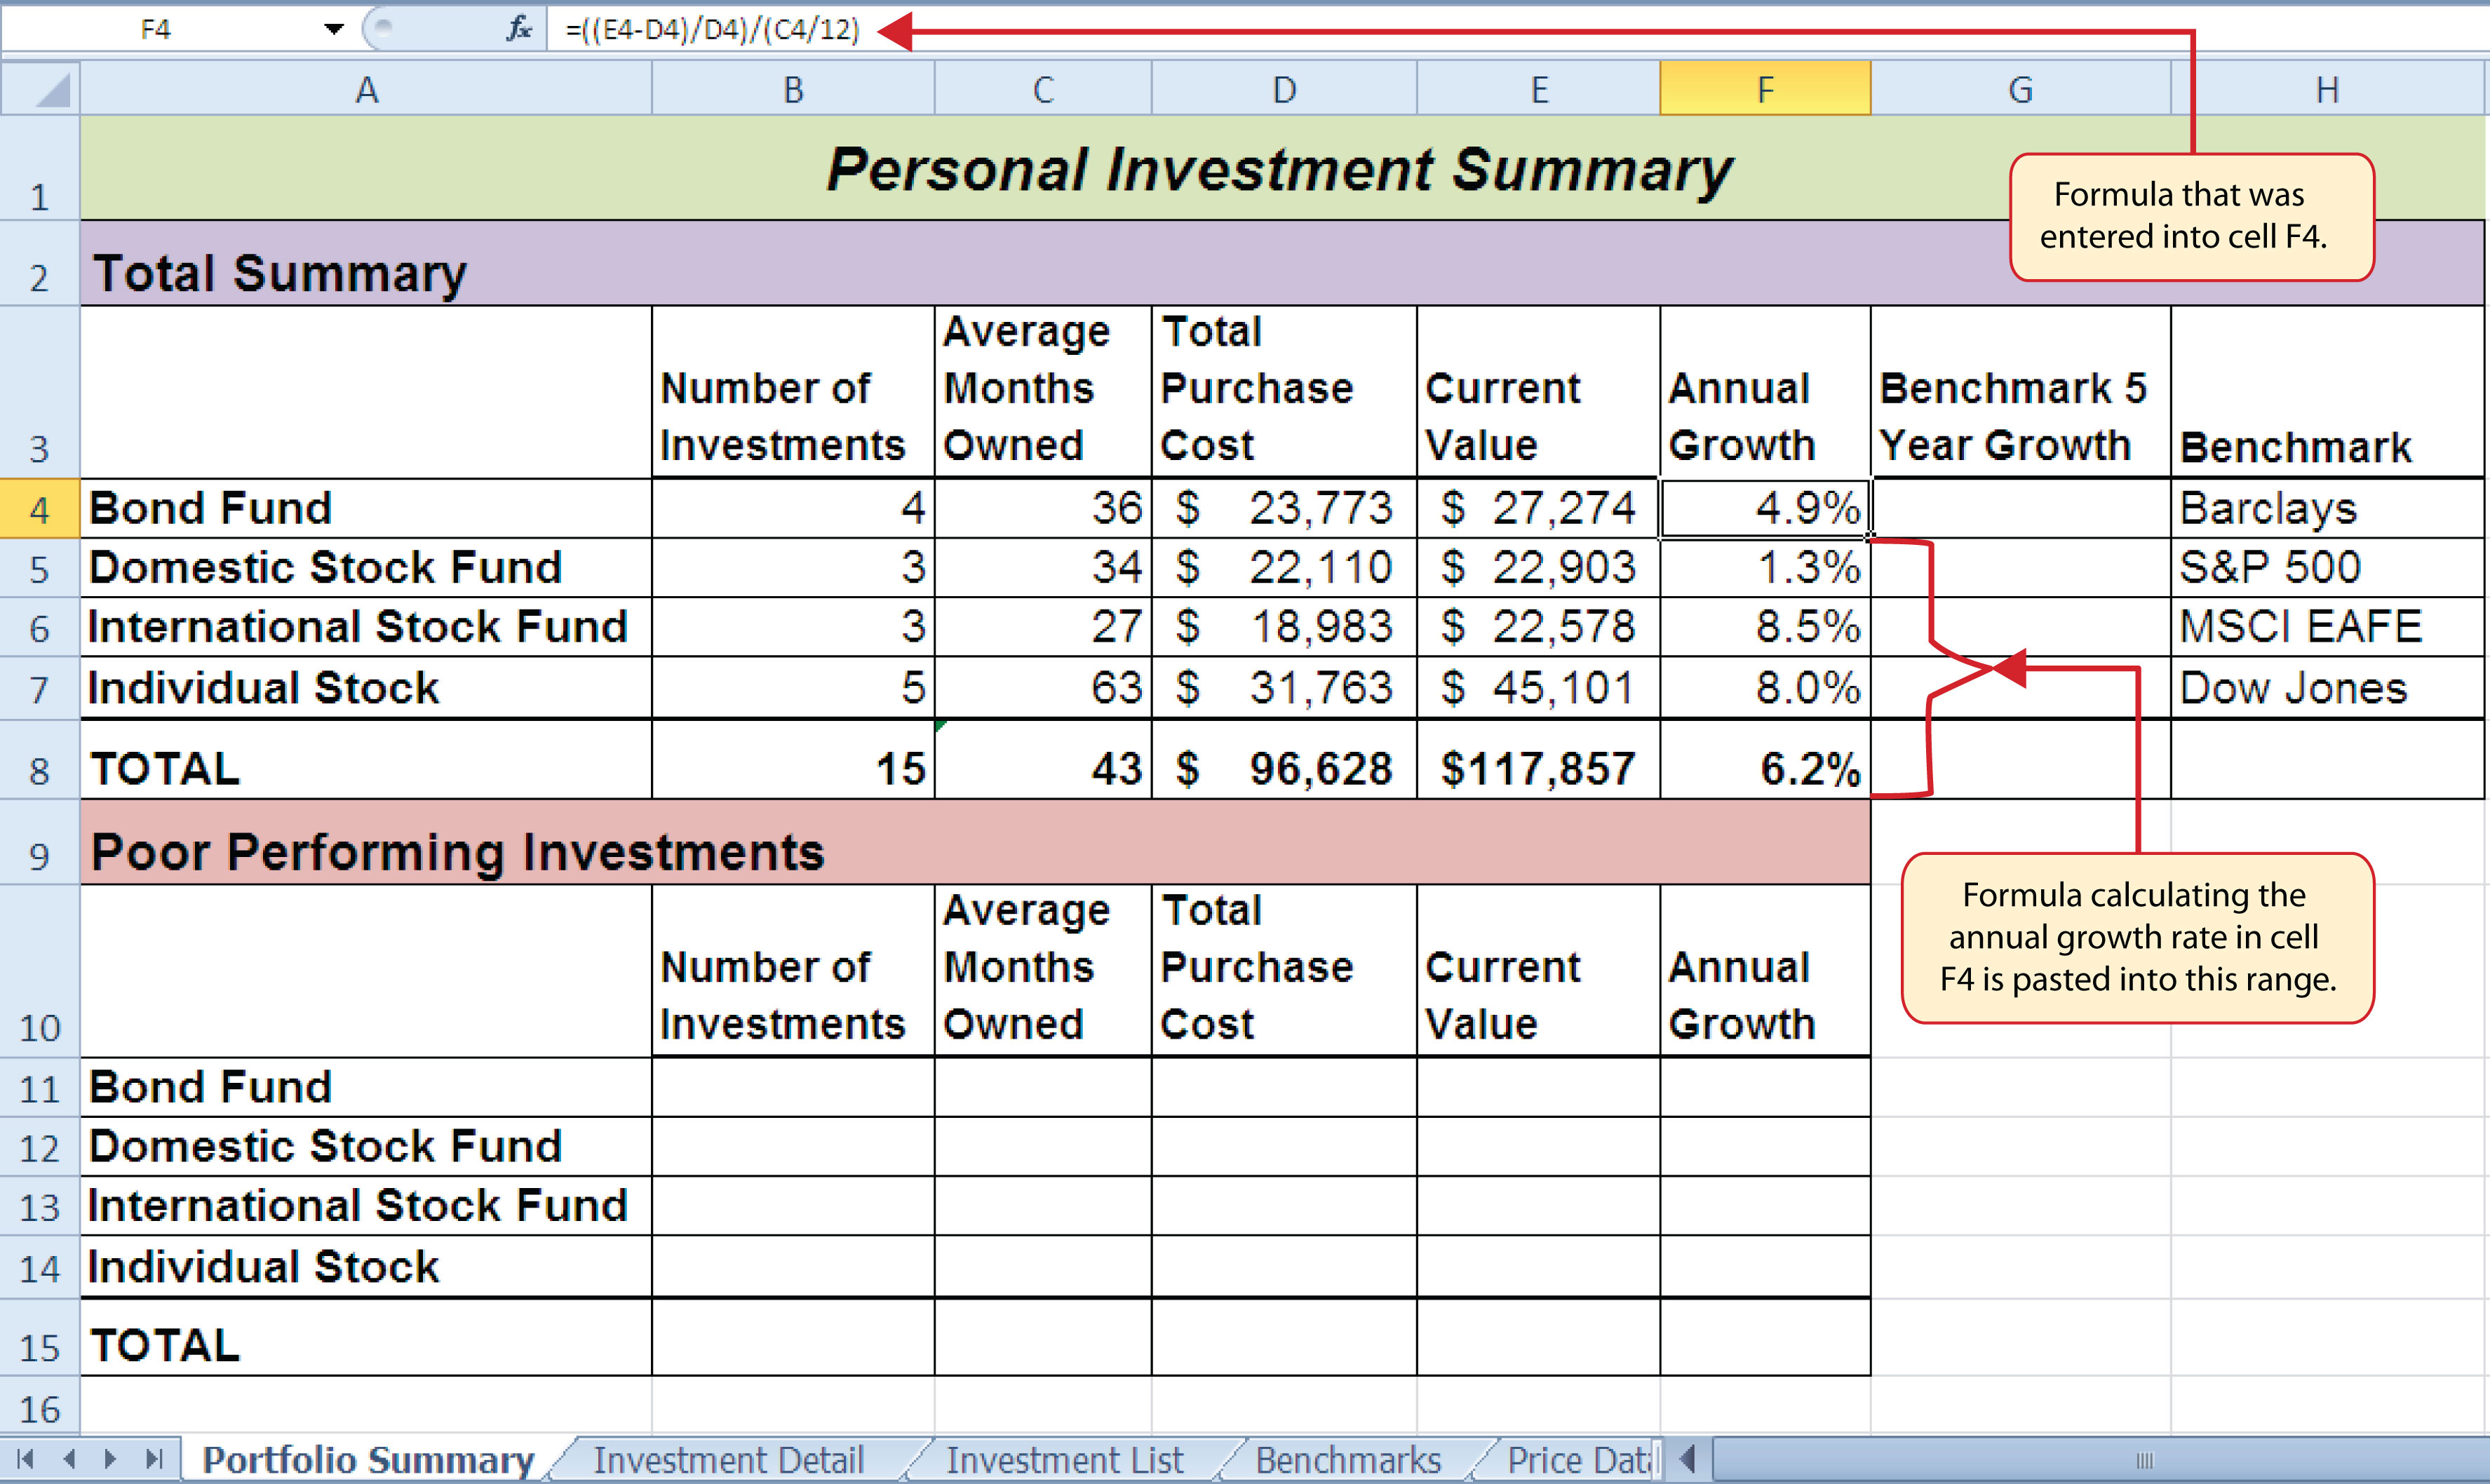 F4 fx =((E4-D4)/D4)/(C4/12)
A B C D E F G H
1 Personal Investment Summary
Formula that was
entered into cell F4.
2 Total Summary
3 Number of Investments Average Months Owned Total Purchase Cost Current Value Annual Growth Benchmark 5 Year Growth Benchmark
4 Bond Fund 4 36 $ 23,773 $ 27,274 4.9% Barclays
5 Domestic Stock Fund 3 34 $ 22,110 $ 22,903 1.3% S&P 500
6 International Stock Fund 3 27 $ 18,983 $ 22,578 8.5% MSCI EAFE
7 Individual Stock 5 63 $ 31,763 $ 45,101 8.0% Dow Jones
8 TOTAL 15 43 $ 96,628 $117,857 6.2%
9 Poor Performing Investments
Formula calculating the
annual growth rate in cell
F4 is pasted into this range.
10 Number of Investments Average Months Owned Total Purchase Cost Current Value Annual Growth
11 Bond Fund
12 Domestic Stock Fund
13 International Stock Fund
14 Individual Stock
15 TOTAL
16
Portfolio Summary Investment Detail Investment List Benchmarks Price Dat